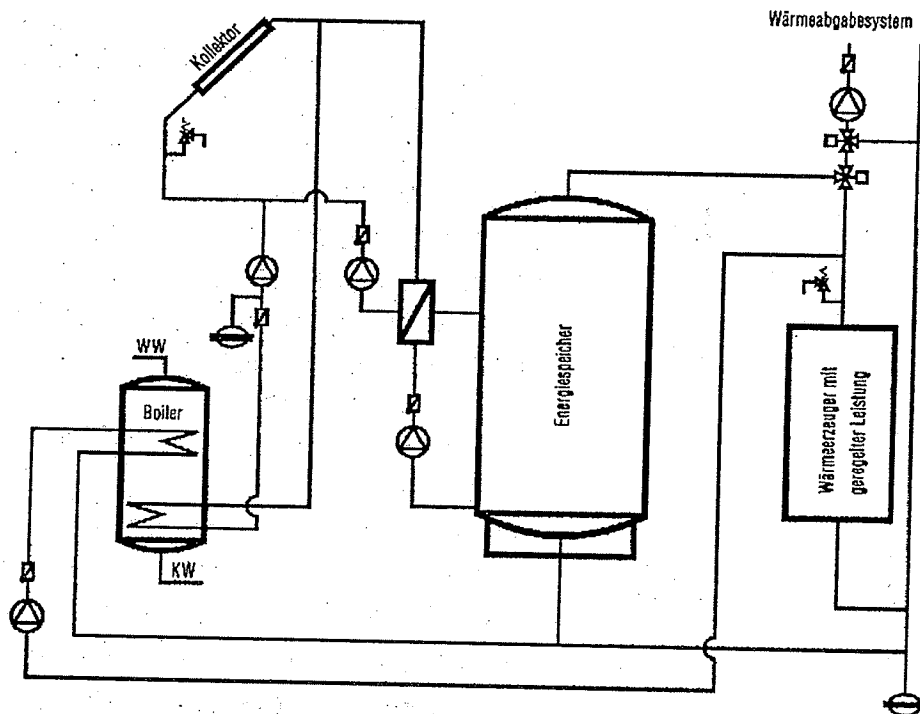 Wärmeabgabesystem
Kollektor
WW
Boiler
KW
Energiespeicher
Wärmeerzeuger mit
geregelter Leistung